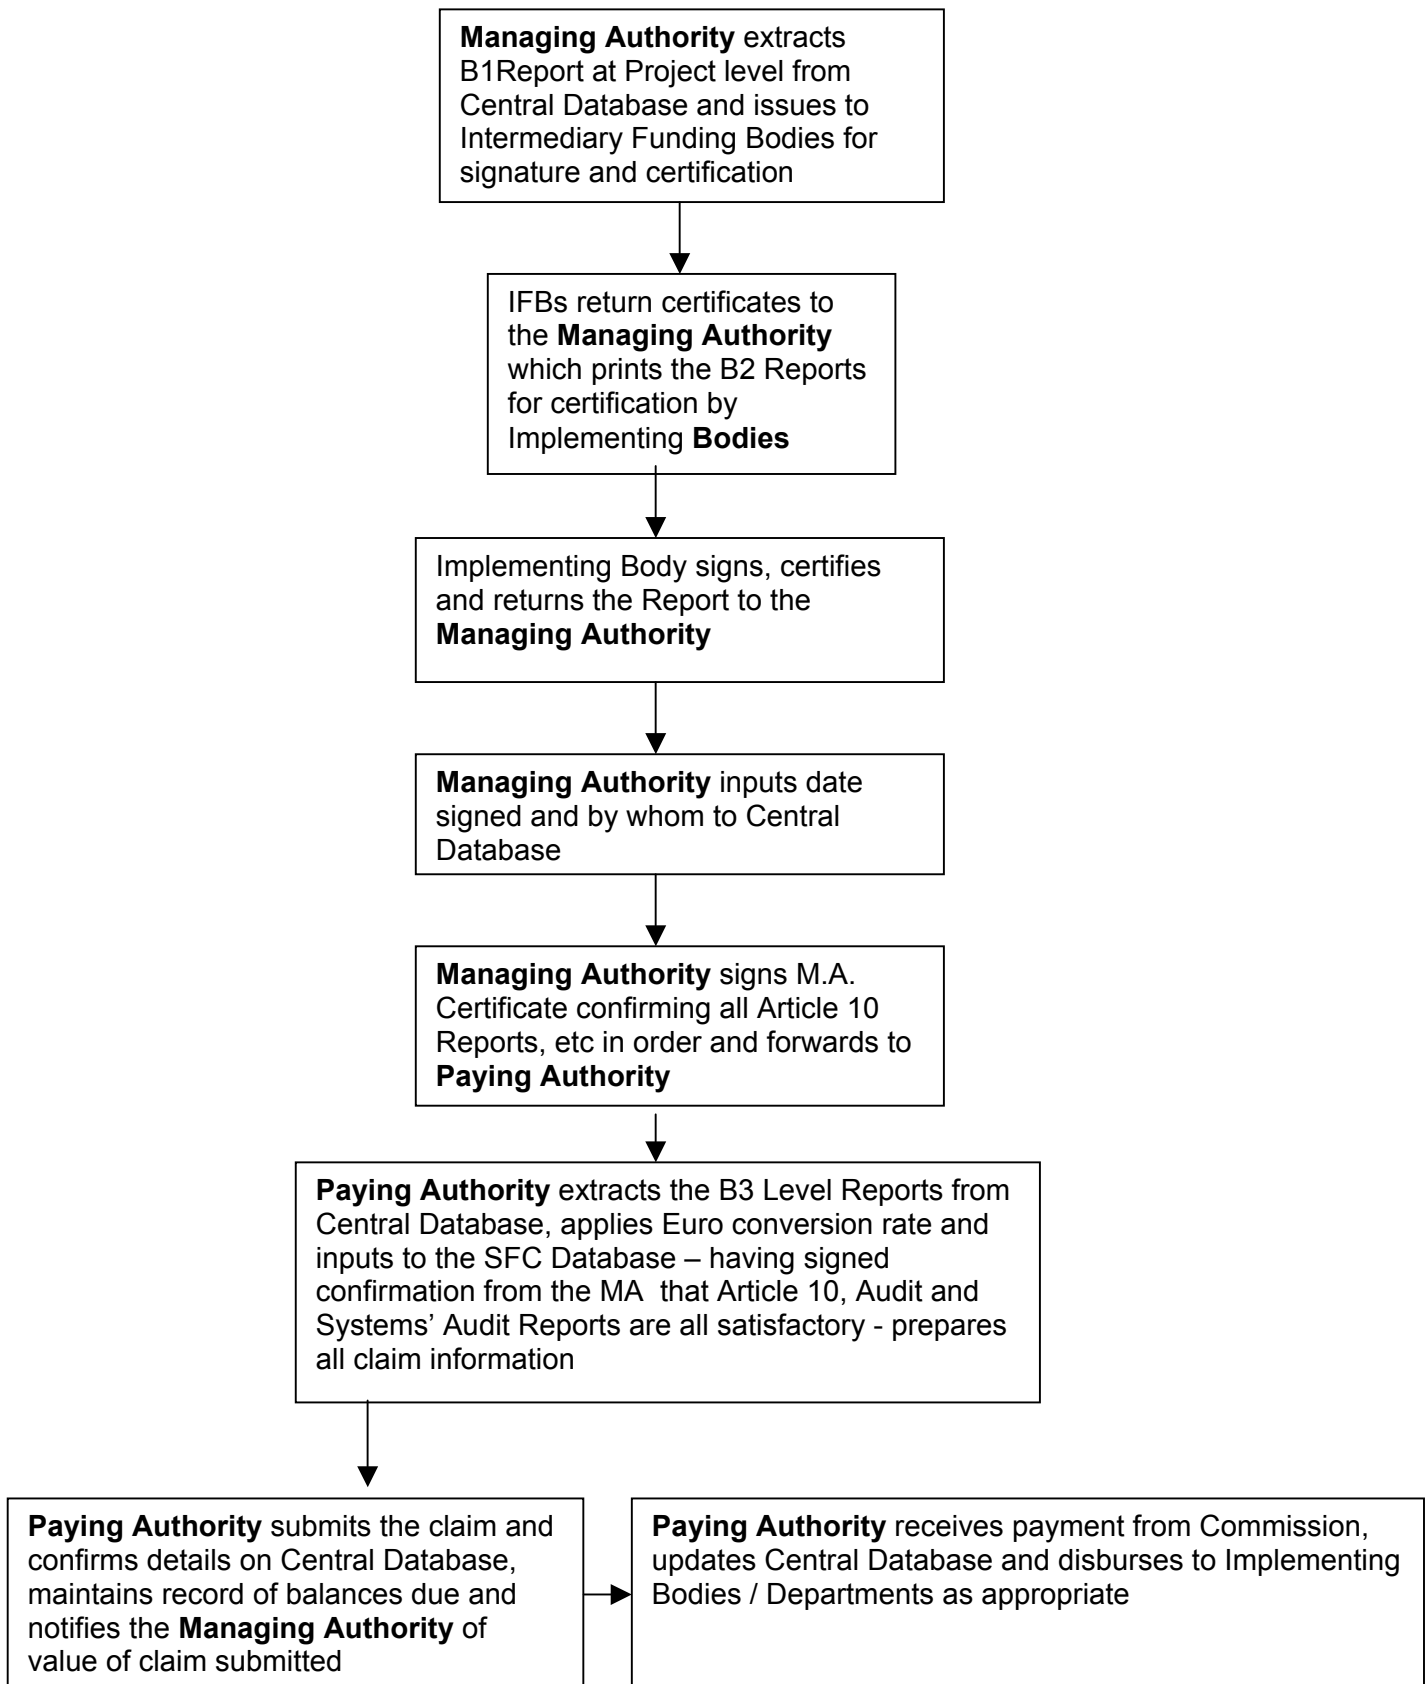 Managing Authority extracts
B1Report at Project level from
Central Database and issues to
Intermediary Funding Bodies for
signature and certification
IFBs return certificates to
the Managing Authority
which prints the B2 Reports
for certification by
Implementing Bodies
Implementing Body signs, certifies
and returns the Report to the
Managing Authority
Managing Authority inputs date
signed and by whom to Central
Database
Managing Authority signs M.A.
Certificate confirming all Article 10
Reports, etc in order and forwards to
Paying Authority
Paying Authority extracts the B3 Level Reports from
Central Database, applies Euro conversion rate and
inputs to the SFC Database – having signed
confirmation from the MA  that Article 10, Audit and
Systems’ Audit Reports are all satisfactory - prepares
all claim information
Paying Authority submits the claim and
confirms details on Central Database,
maintains record of balances due and
notifies the Managing Authority of
value of claim submitted
Paying Authority receives payment from Commission,
updates Central Database and disburses to Implementing
Bodies / Departments as appropriate